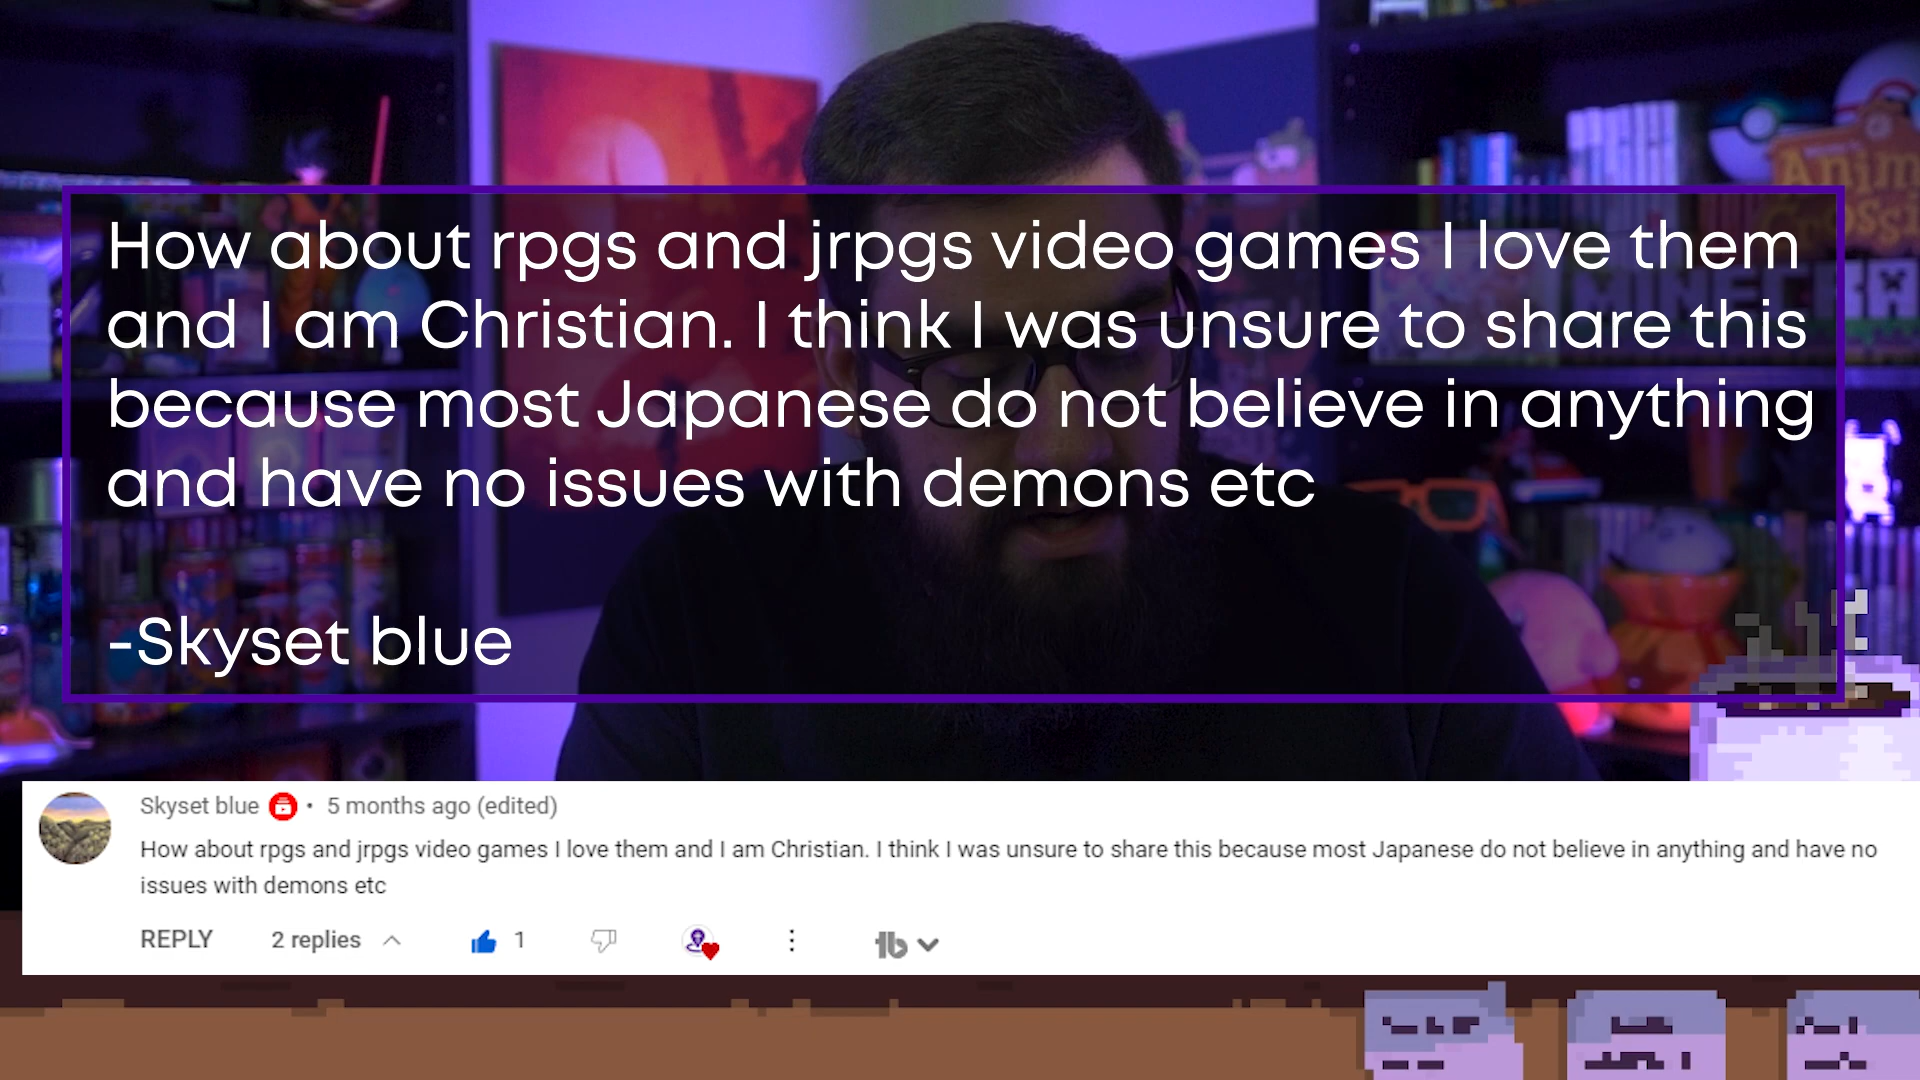 Anim
Crossi
MINECRA
How about rpgs and jrpgs video games I love them
and I am Christian. I think I was unsure to share this
because most Japanese do not believe in anything
and have no issues with demons etc
-Skyset blue
Skyset blue • 5 months ago (edited)
How about rpgs and jrpgs video games I love them and I am Christian. I think I was unsure to share this because most Japanese do not believe in anything and have no
issues with demons etc
REPLY 2 replies 1